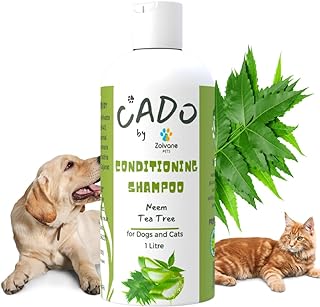 CADO
by Zoivane
PETS
CONDITIONING
SHAMPOO
Neem
Tea Tree
for Dogs and Cats
1 Litre